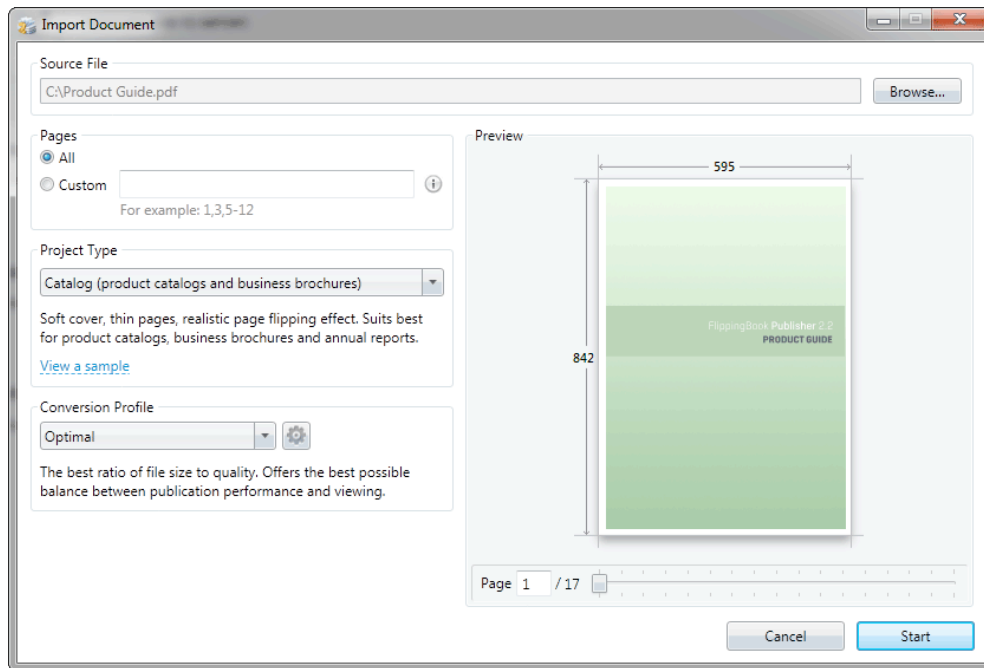 Import Document
Source File
C:\Product Guide.pdf
Browse...
Pages
All
Custom
For example: 1,3,5-12
Project Type
Catalog (product catalogs and business brochures)
Soft cover, thin pages, realistic page flipping effect. Suits best
for product catalogs, business brochures and annual reports.
View a sample
Conversion Profile
Optimal
The best ratio of file size to quality. Offers the best possible
balance between publication performance and viewing.
Preview
595
842
FlippingBook Publisher 2.2
PRODUCT GUIDE
Page 1 / 17
Cancel
Start